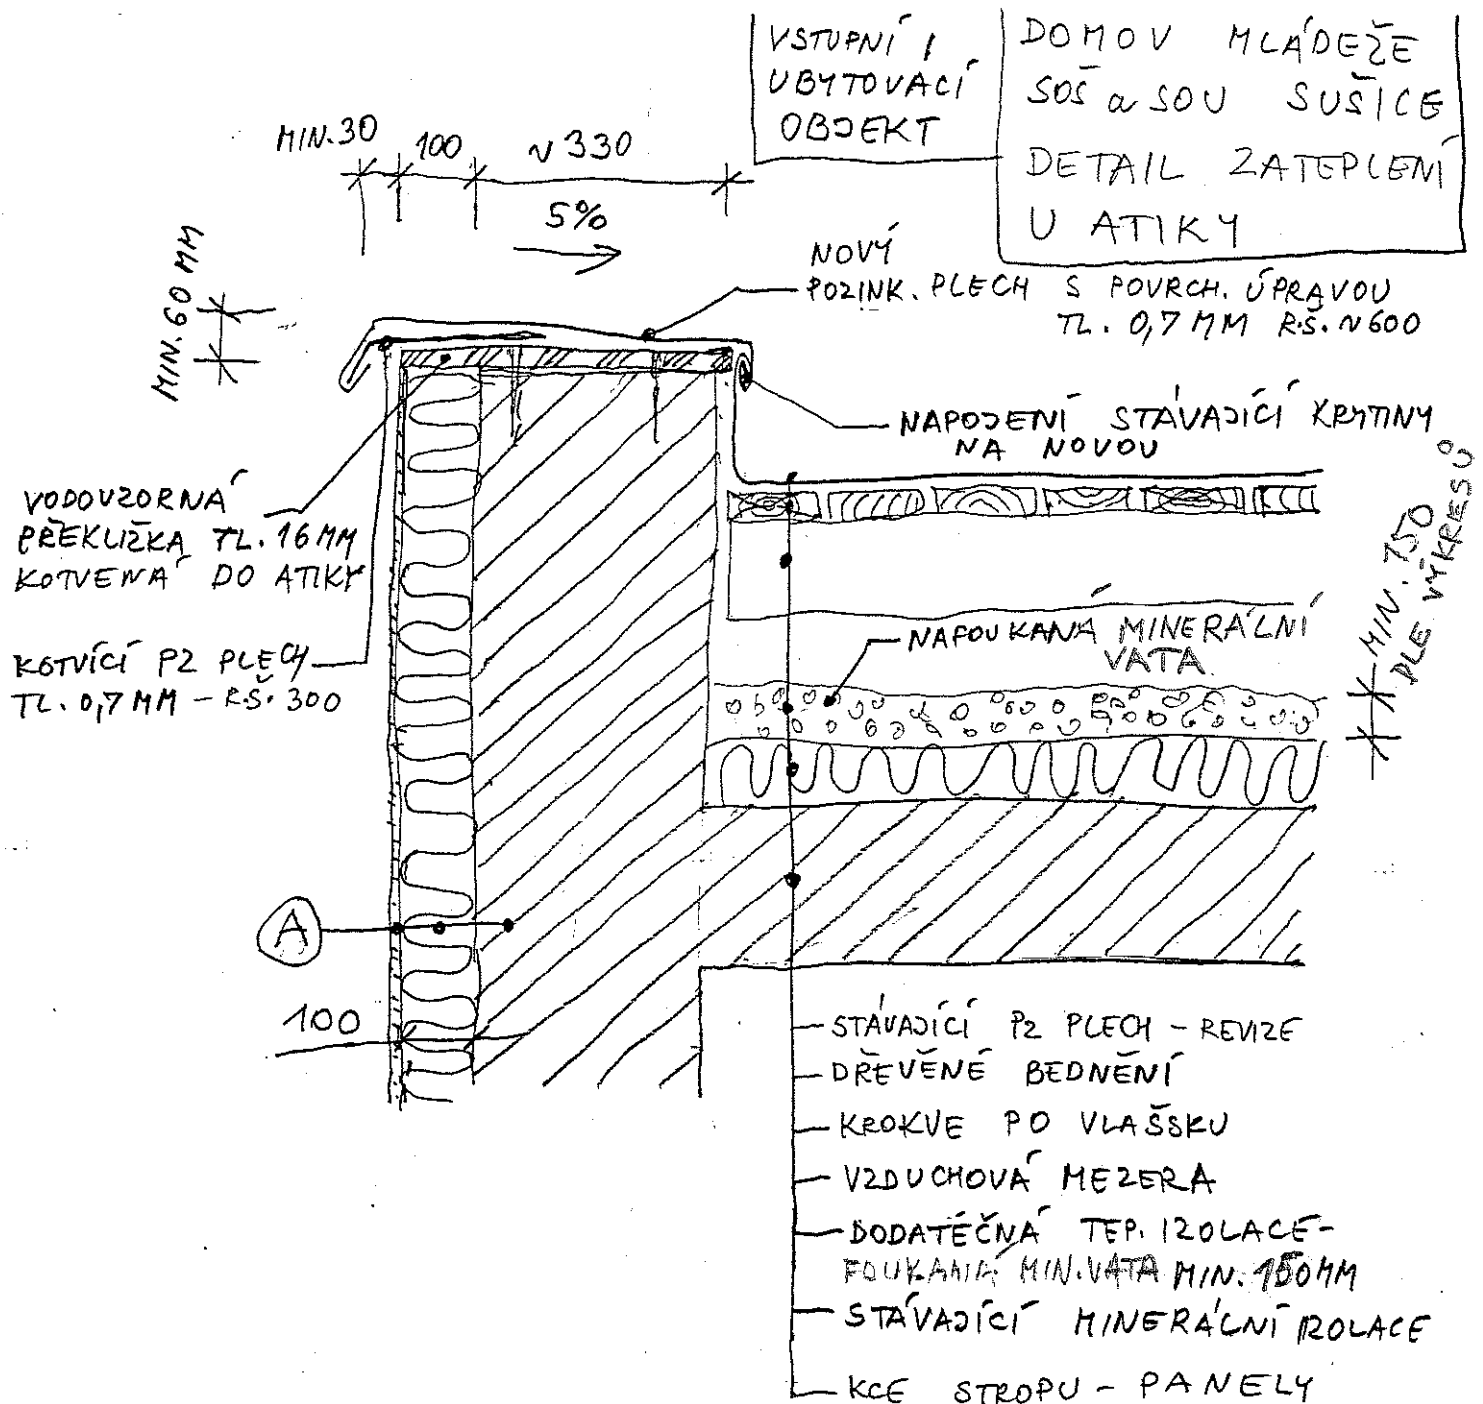 VSTUPNÍ I
UBYTOVACÍ
OBJEKT
DOMOV MLÁDEŽE
SOŠ a SOU SUŠICE
DETAIL ZATEPLENÍ
U ATIKY
MIN. 30
100
~ 330
5%
MIN. 60 MM
NOVÝ
POZINK. PLECH S POVRCH. ÚPRAVOU
TL. 0,7 MM R.Š. ~600
NAPOJENÍ STÁVAJÍCÍ KRYTINY
NA NOVOU
VODOVZORNÁ
PŘEKLIŽKA TL. 16 MM
KOTVENÁ DO ATIKY
KOTVÍCÍ PZ PLECH
TL. 0,7 MM - R.Š. 300
NAFOUKANÁ MINERÁLNÍ
VATA
MIN. 150
DLE VÝKRESŮ
A
100
STÁVAJÍCÍ PZ PLECH - REVIZE
DŘEVĚNÉ BEDNĚNÍ
KROKVE PO VLAŠSKU
VZDUCHOVÁ MEZERA
DODATEČNÁ TEP. IZOLACE-
FOUKANÁ MIN. VATA MIN. 150 MM
STÁVAJÍCÍ MINERÁLNÍ IZOLACE
KCE STROPU - PANELY